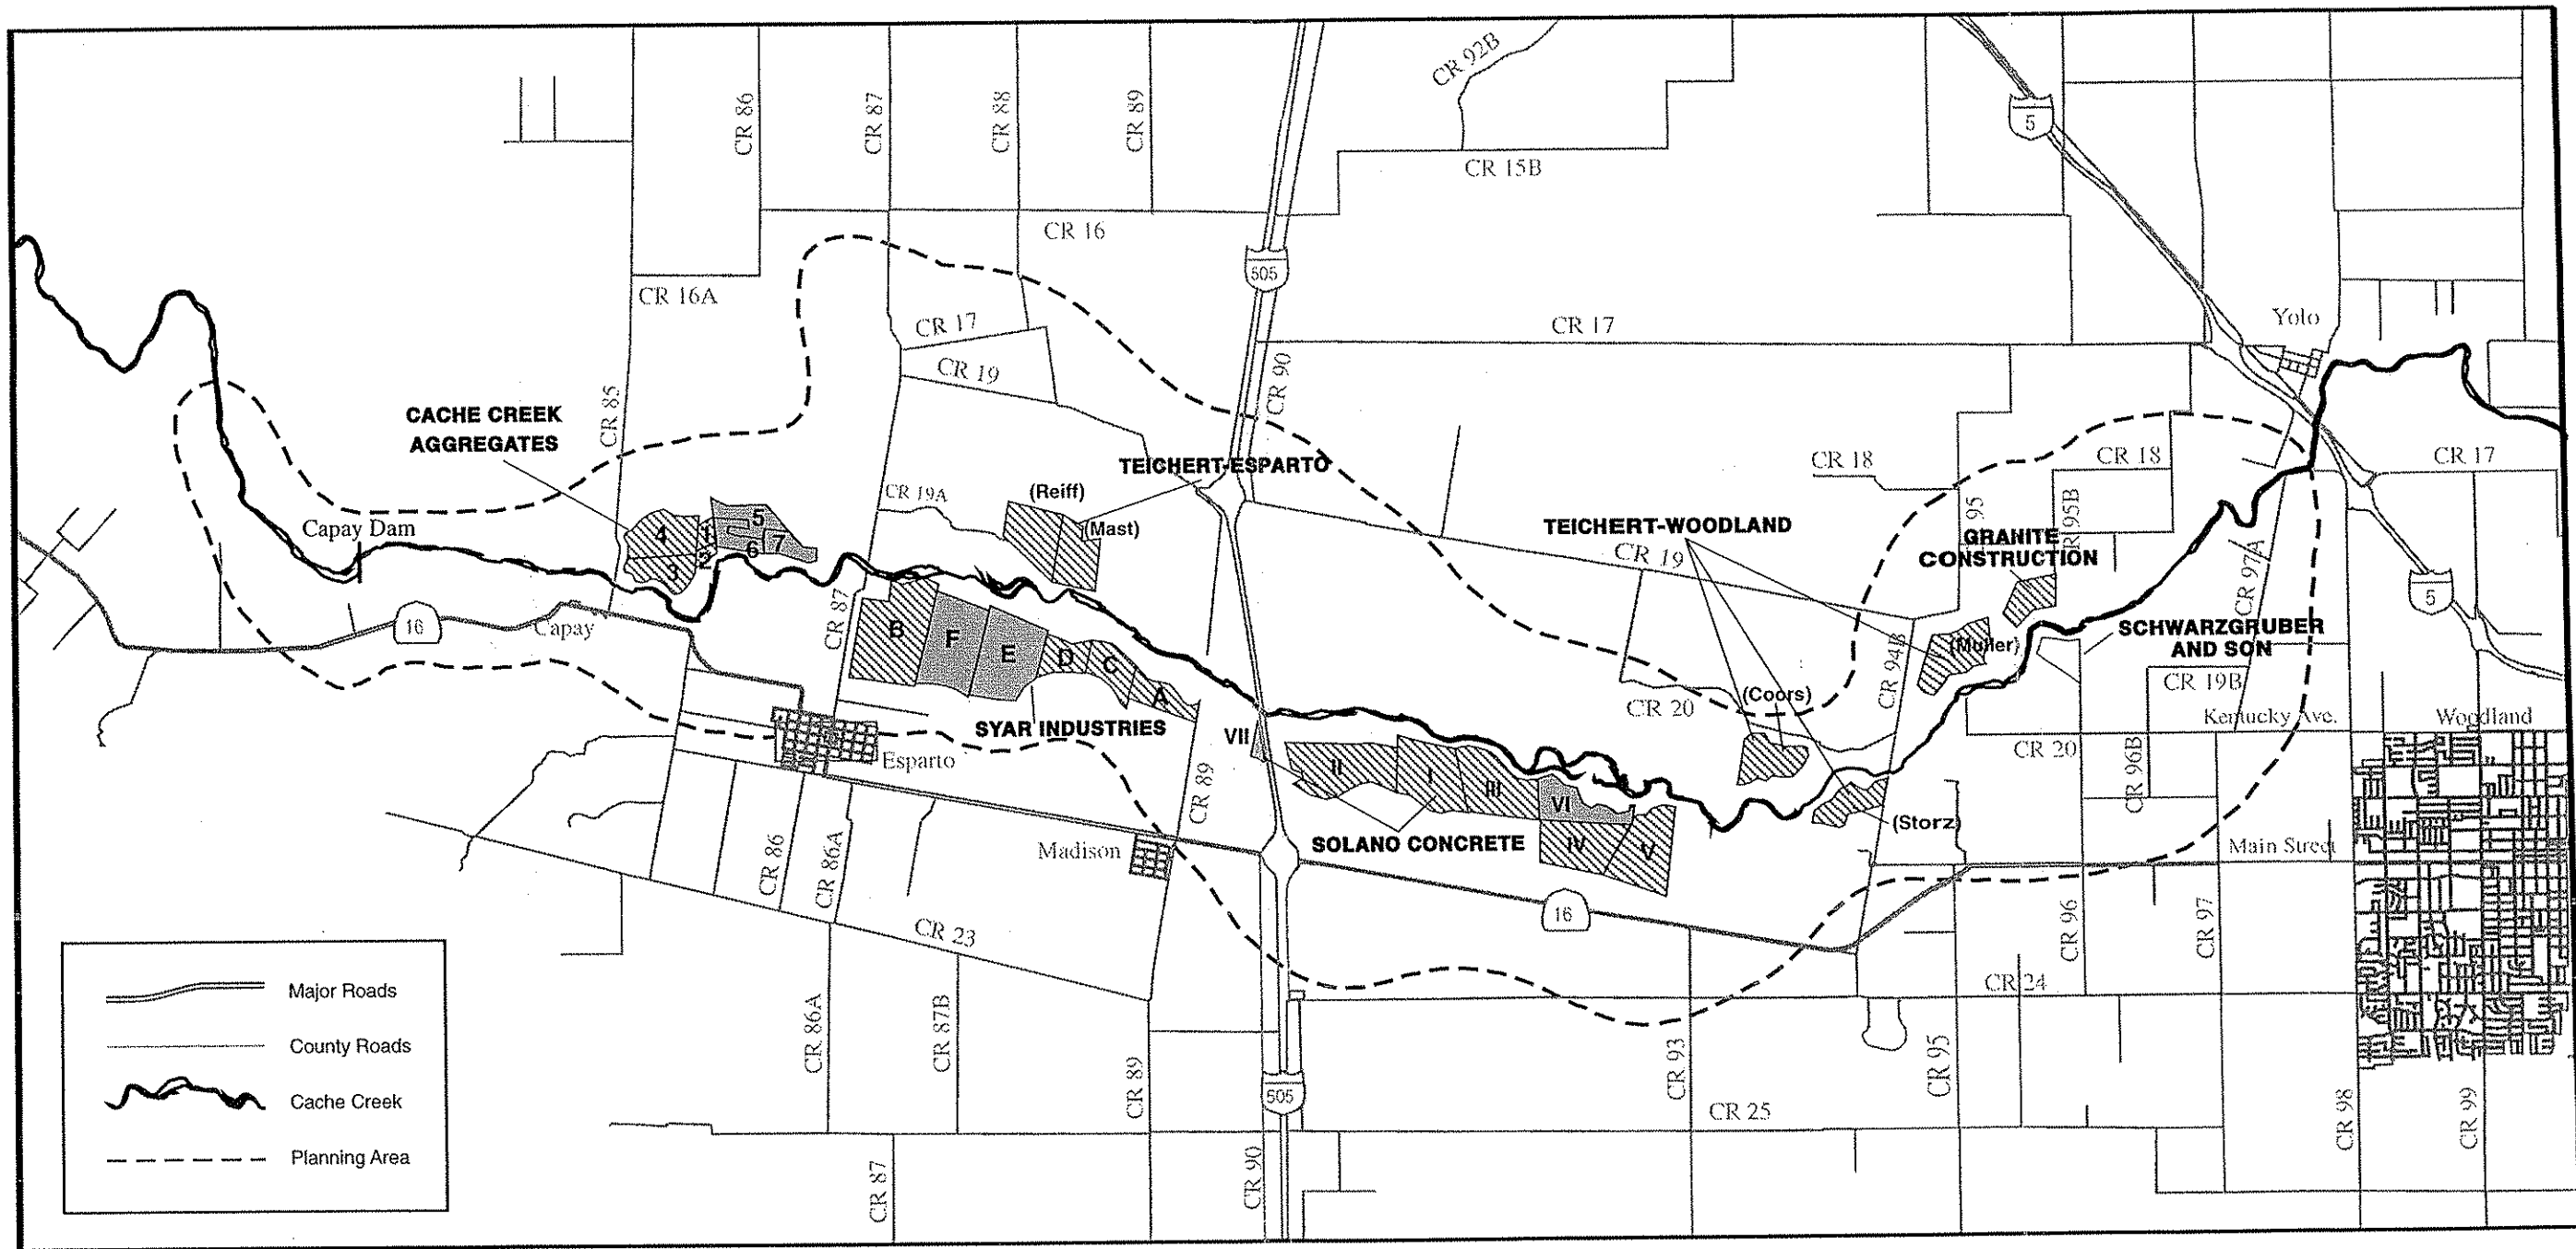 CR 92B
CR 86
CR 87
CR 88
CR 89
5
CR 15B
CR 16
505
CR 16A
CR 17
CR 17
Yolo
CR 19
CR 90
CR 85
CACHE CREEK
AGGREGATES
TEICHERT-ESPARTO
CR 18
CR 18
CR 17
CR 19A
(Reiff)
(Mast)
Capay Dam
4
1
5
2
6
7
3
TEICHERT-WOODLAND
95
CR 95B
GRANITE
CONSTRUCTION
CR 19
CR 97A
5
16
Capay
CR 87
B
F
E
D
C
A
(Muller)
SCHWARZGRUBER
AND SON
CR 94B
CR 19B
(Coors)
CR 20
Kentucky Ave.
Woodland
SYAR INDUSTRIES
VII
Esparto
CR 89
II
I
III
VI
IV
V
CR 20
CR 96B
(Storz)
SOLANO CONCRETE
Madison
Main Street
CR 86
CR 86A
16
CR 23
CR 96
CR 97
CR 24
Major Roads
County Roads
Cache Creek
Planning Area
CR 86A
CR 87B
CR 89
505
CR 93
CR 95
CR 25
CR 98
CR 99
CR 87
CR 90